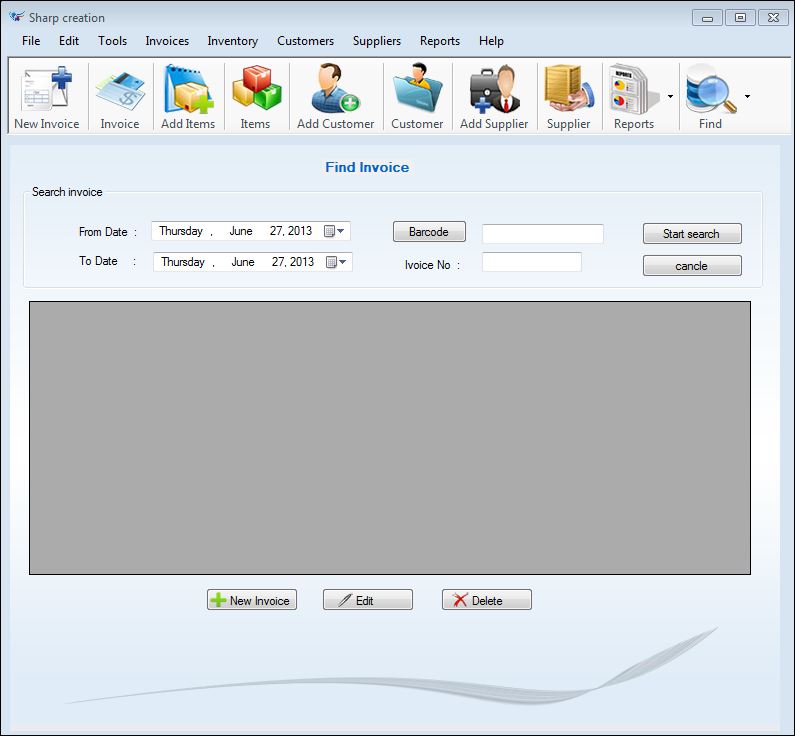 Sharp creation
File Edit Tools Invoices Inventory Customers Suppliers Reports Help
REPORTS
New Invoice Invoice Add Items Items Add Customer Customer Add Supplier Supplier Reports Find
Find Invoice
Search invoice
From Date : Thursday , June 27, 2013 Barcode Start search
To Date : Thursday , June 27, 2013 Ivoice No : cancle
New Invoice Edit Delete